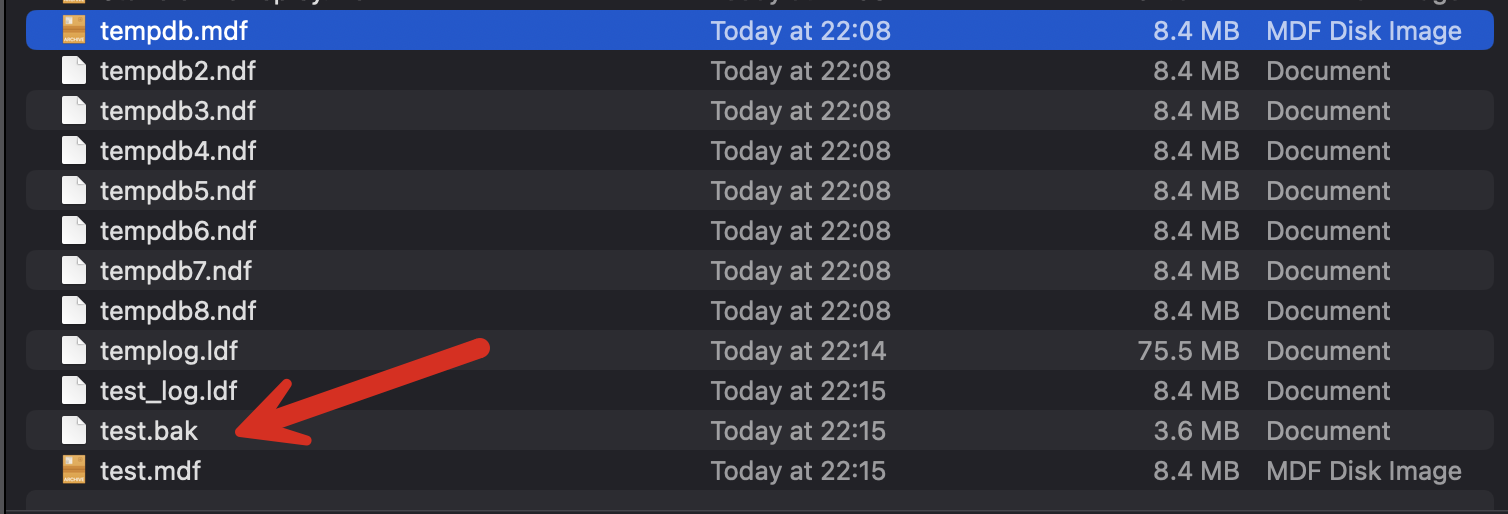 tempdb.mdf Today at 22:08 8.4 MB MDF Disk Image
tempdb2.ndf Today at 22:08 8.4 MB Document
tempdb3.ndf Today at 22:08 8.4 MB Document
tempdb4.ndf Today at 22:08 8.4 MB Document
tempdb5.ndf Today at 22:08 8.4 MB Document
tempdb6.ndf Today at 22:08 8.4 MB Document
tempdb7.ndf Today at 22:08 8.4 MB Document
tempdb8.ndf Today at 22:08 8.4 MB Document
templog.ldf Today at 22:14 75.5 MB Document
test_log.ldf Today at 22:15 8.4 MB Document
test.bak Today at 22:15 3.6 MB Document
test.mdf Today at 22:15 8.4 MB MDF Disk Image